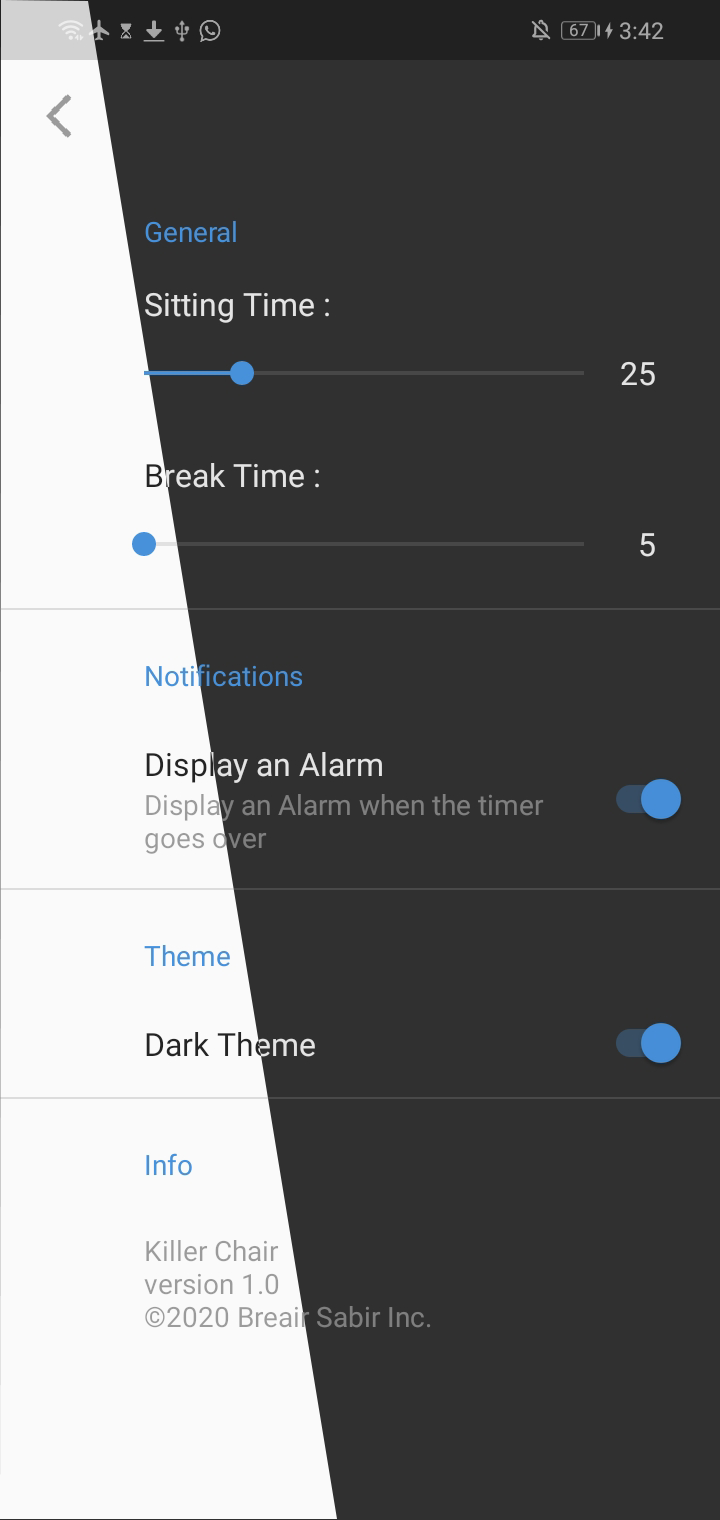 67 3:42
General
Sitting Time :
25
Break Time :
5
Notifications
Display an Alarm
Display an Alarm when the timer
goes over
Theme
Dark Theme
Info
Killer Chair
version 1.0
©2020 Breair Sabir Inc.